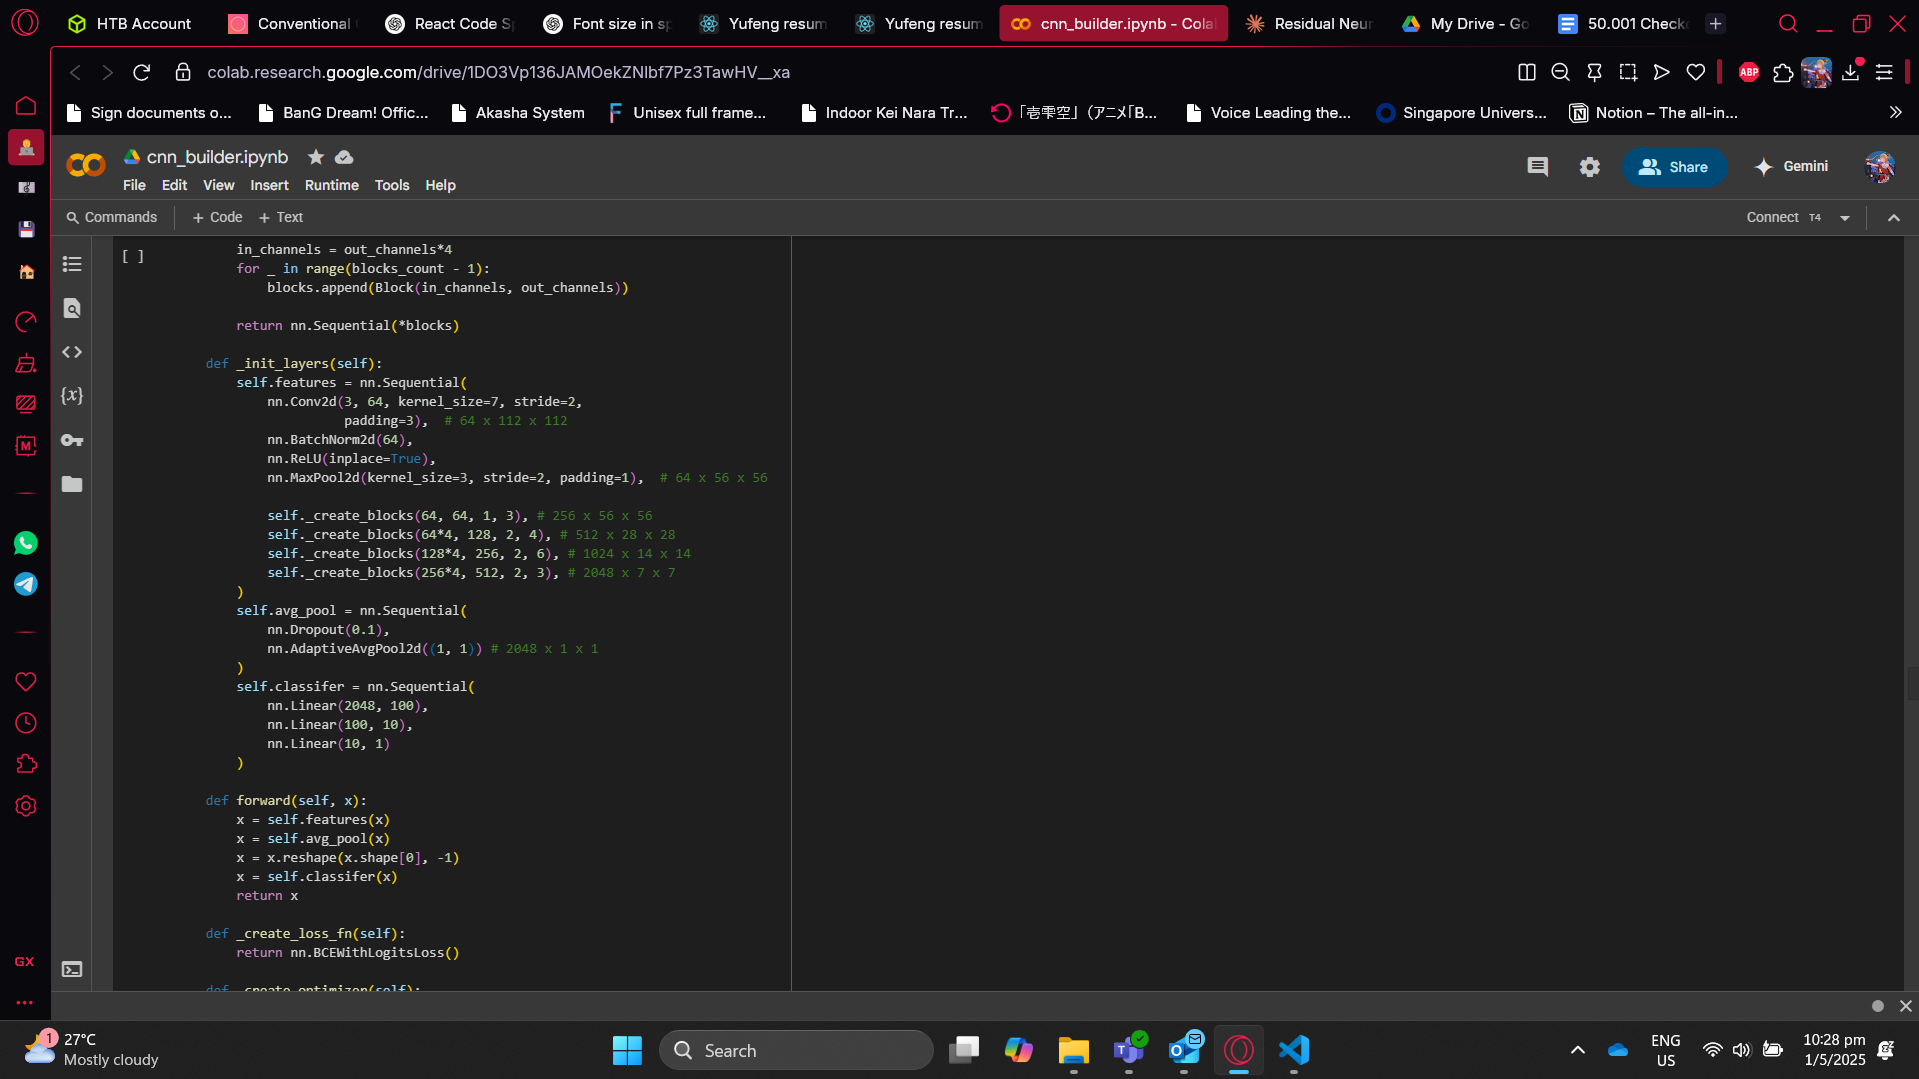 HTB Account
Conventional
React Code S
Font size in s
Yufeng resum
Yufeng resum
cnn_builder.ipynb - Cola
Residual Neur
My Drive - Go
50.001 Check
colab.research.google.com/drive/1DO3Vp136JAMOekZNIbf7Pz3TawHV__xa
ABP
Sign documents o...
BanG Dream! Offic...
Akasha System
Unisex full frame...
Indoor Kei Nara Tr...
「壱雫空」（アニメ「B...
Voice Leading the...
Singapore Univers...
Notion – The all-in...
cnn_builder.ipynb
File Edit View Insert Runtime Tools Help
Share
Gemini
Commands
+ Code
+ Text
Connect T4
[ ]
in_channels = out_channels*4
for _ in range(blocks_count - 1):
blocks.append(Block(in_channels, out_channels))
return nn.Sequential(*blocks)
def _init_layers(self):
self.features = nn.Sequential(
nn.Conv2d(3, 64, kernel_size=7, stride=2,
padding=3),  # 64 x 112 x 112
nn.BatchNorm2d(64),
nn.ReLU(inplace=True),
nn.MaxPool2d(kernel_size=3, stride=2, padding=1),  # 64 x 56 x 56
self._create_blocks(64, 64, 1, 3), # 256 x 56 x 56
self._create_blocks(64*4, 128, 2, 4), # 512 x 28 x 28
self._create_blocks(128*4, 256, 2, 6), # 1024 x 14 x 14
self._create_blocks(256*4, 512, 2, 3), # 2048 x 7 x 7
)
self.avg_pool = nn.Sequential(
nn.Dropout(0.1),
nn.AdaptiveAvgPool2d((1, 1)) # 2048 x 1 x 1
)
self.classifer = nn.Sequential(
nn.Linear(2048, 100),
nn.Linear(100, 10),
nn.Linear(10, 1)
)
def forward(self, x):
x = self.features(x)
x = self.avg_pool(x)
x = x.reshape(x.shape[0], -1)
x = self.classifer(x)
return x
def _create_loss_fn(self):
return nn.BCEWithLogitsLoss()
def _create_optimizer(self):
{x}
M
GX
1
27°C
Mostly cloudy
Search
ENG
US
10:28 pm
1/5/2025